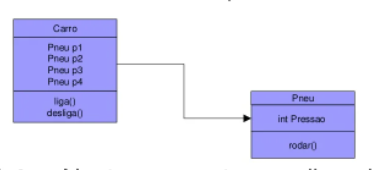 Carro
Pneu p1
Pneu p2
Pneu p3
Pneu p4
liga()
desliga()
Pneu
int Pressao
rodar()